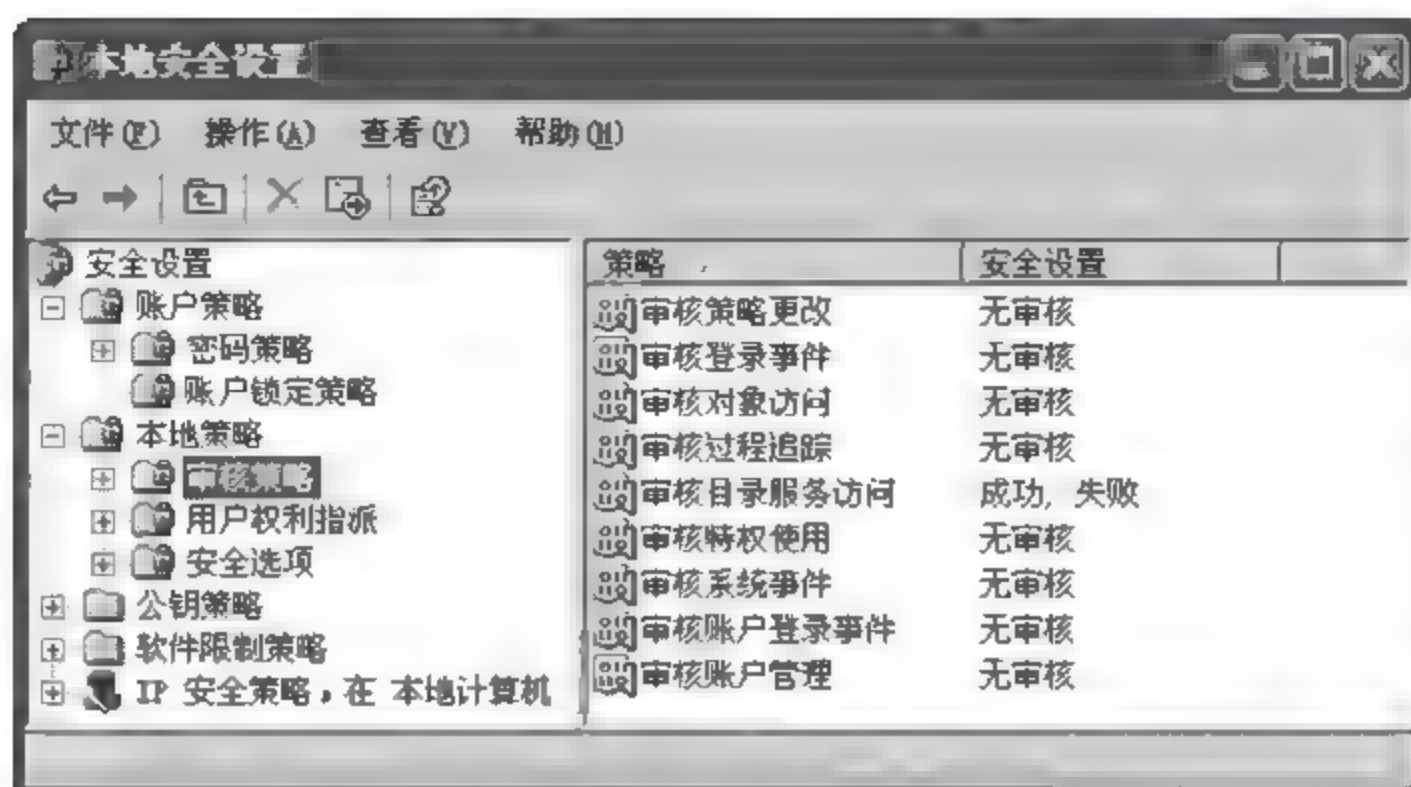 本地安全设置
文件(F) 操作(A) 查看(V) 帮助(H)
安全设置
账户策略
密码策略
账户锁定策略
本地策略
审核策略
用户权利指派
安全选项
公钥策略
软件限制策略
IP 安全策略，在 本地计算机
策略 安全设置
审核策略更改 无审核
审核登录事件 无审核
审核对象访问 无审核
审核过程追踪 无审核
审核目录服务访问 成功, 失败
审核特权使用 无审核
审核系统事件 无审核
审核账户登录事件 无审核
审核账户管理 无审核